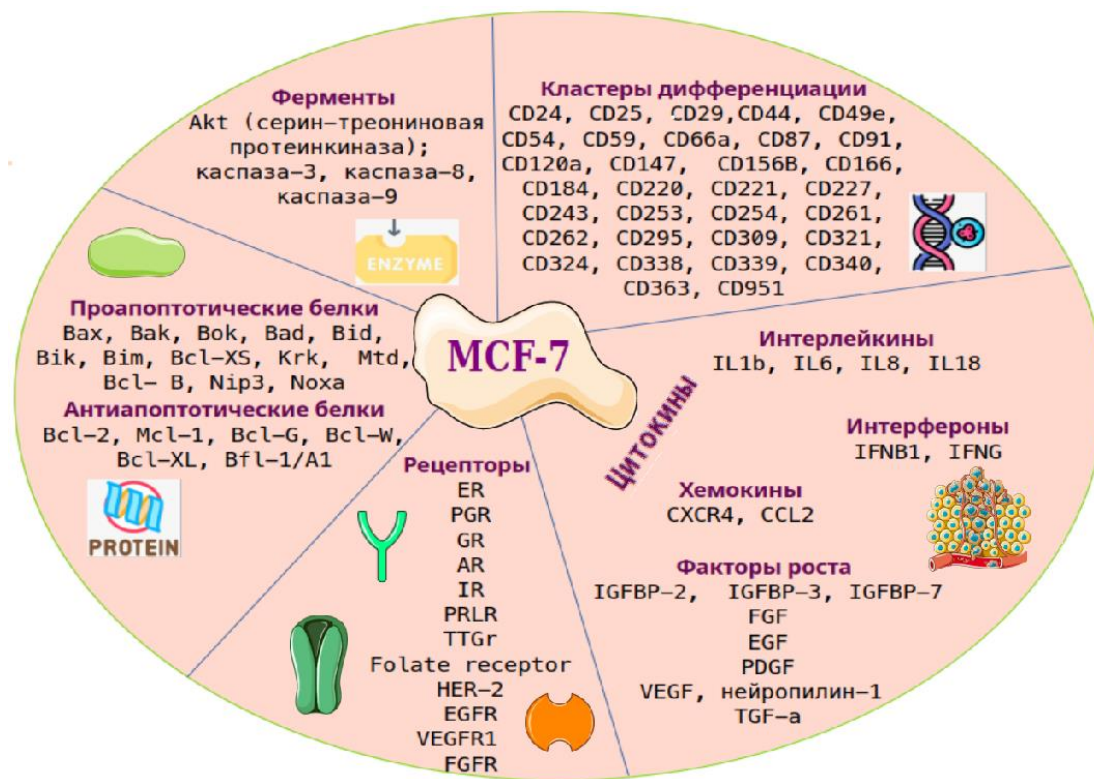 Ферменты
Akt (серин-треониновая
протеинкиназа);
каспаза-3, каспаза-8,
каспаза-9
ENZYME
Кластеры дифференциации
CD24, CD25, CD29,CD44, CD49e,
CD54, CD59, CD66a, CD87, CD91,
CD120a, CD147, CD156B, CD166,
CD184, CD220, CD221, CD227,
CD243, CD253, CD254, CD261,
CD262, CD295, CD309, CD321,
CD324, CD338, CD339, CD340,
CD363, CD951
Проапоптотические белки
Bax, Bak, Bok, Bad, Bid,
Bik, Bim, Bcl-XS, Krk, Mtd,
Bcl- B, Nip3, Noxa
Антиапоптотические белки
Bcl-2, Mcl-1, Bcl-G, Bcl-W,
Bcl-XL, Bfl-1/A1
PROTEIN
MCF-7
Цитокины
Интерлейкины
IL1b, IL6, IL8, IL18
Интерфероны
IFNB1, IFNG
Хемокины
CXCR4, CCL2
Факторы роста
IGFBP-2, IGFBP-3, IGFBP-7
FGF
EGF
PDGF
VEGF, нейропилин-1
TGF-a
Рецепторы
ER
PGR
GR
AR
IR
PRLR
TTGr
Folate receptor
HER-2
EGFR
VEGFR1
FGFR